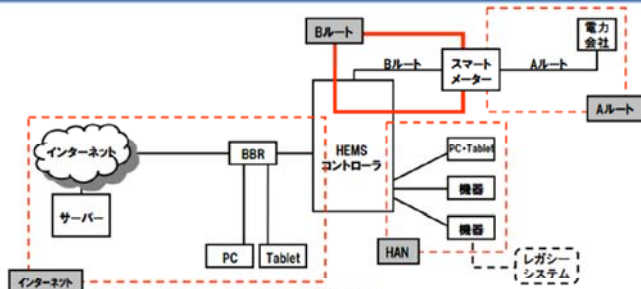 Bルート
電力
会社
Bルート
スマート
メーター
Aルート
Aルート
インターネット
BBR
HEMS
コントローラ
PC・Tablet
機器
サーバー
機器
PC
Tablet
HAN
レガシー
システム
インターネット